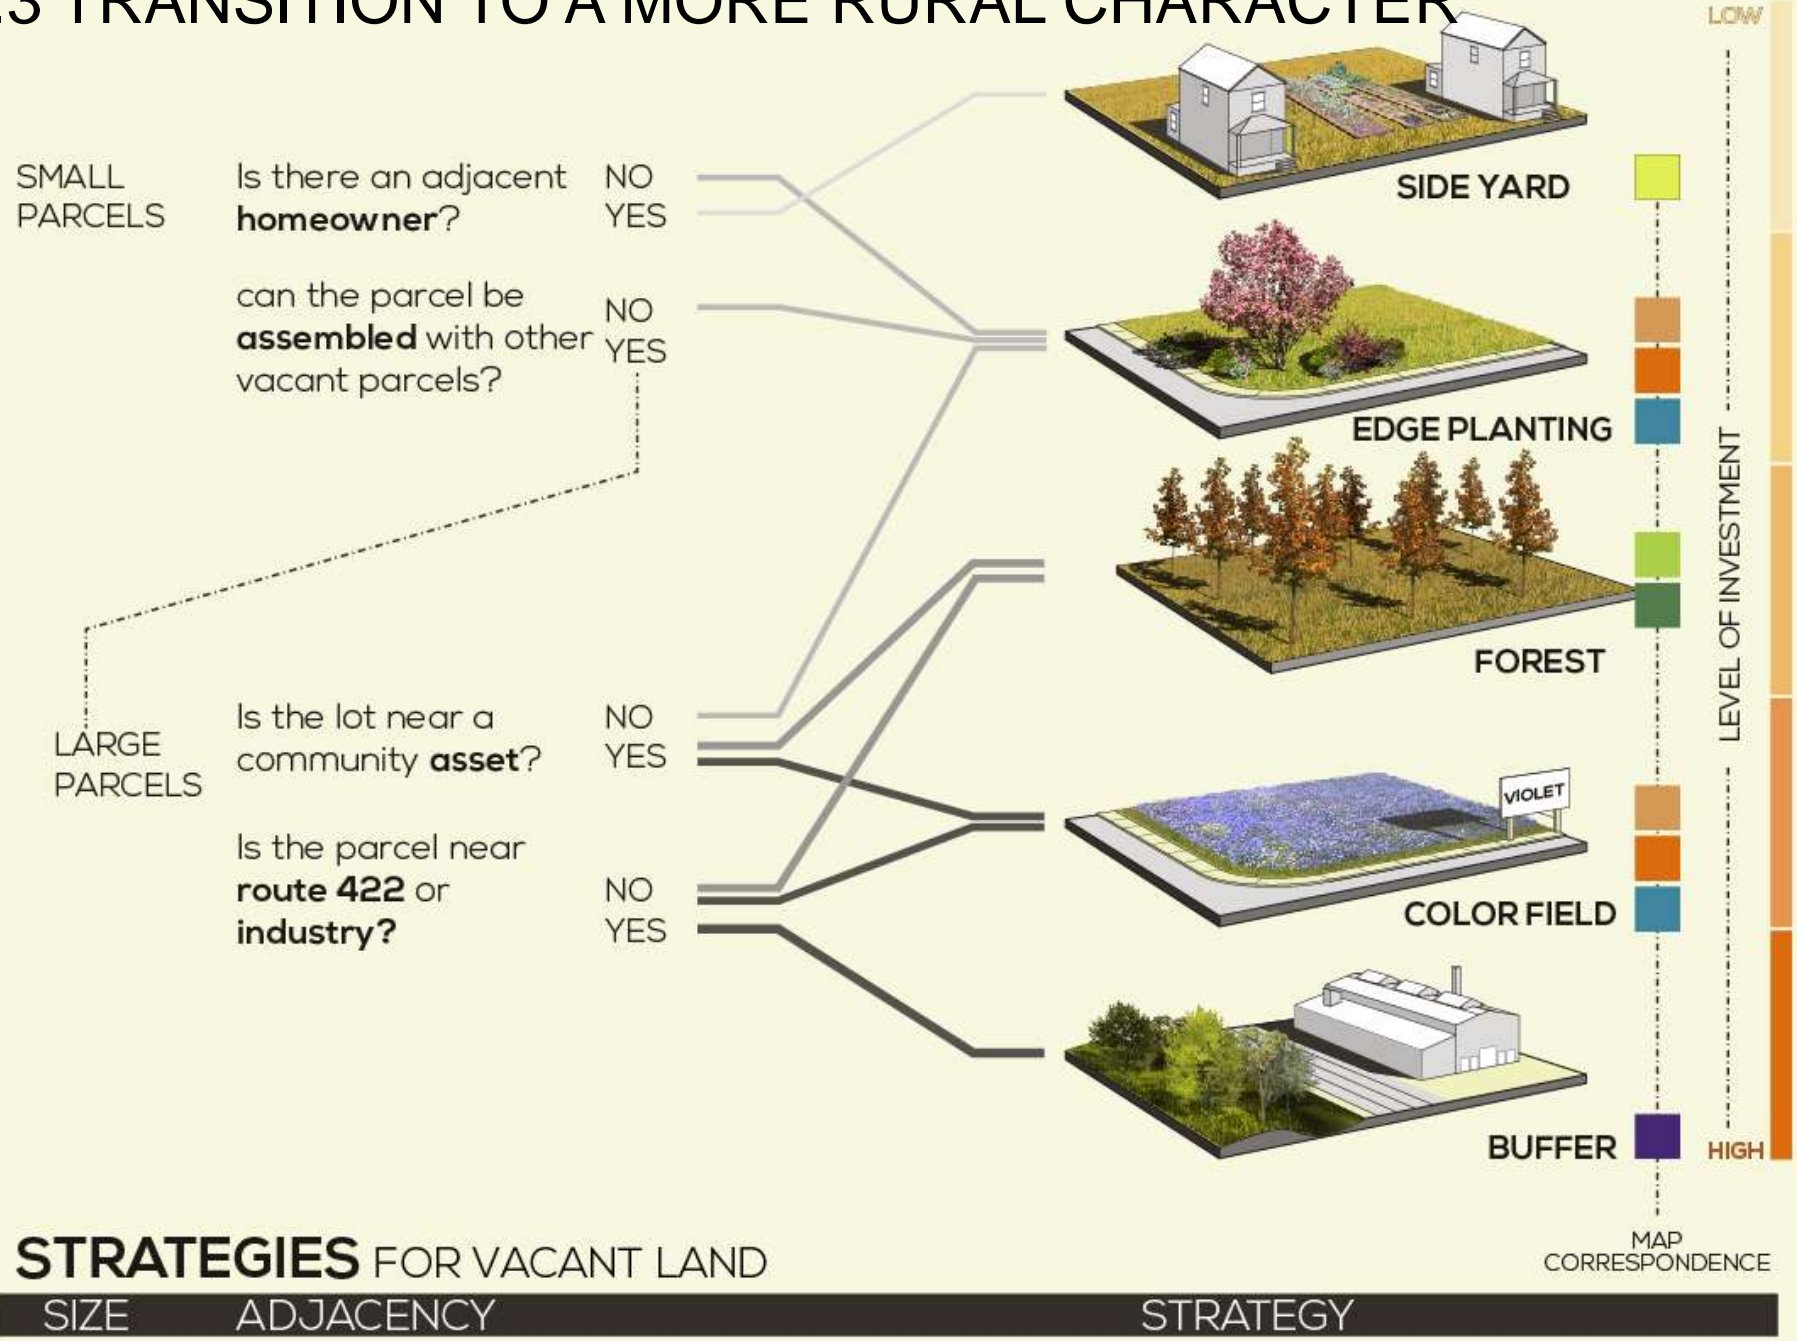 .3 TRANSITION TO A MORE RURAL CHARACTER
LOW
SMALL
PARCELS
Is there an adjacent
homeowner?
NO
YES
can the parcel be
assembled with other
vacant parcels?
NO
YES
LARGE
PARCELS
Is the lot near a
community asset?
NO
YES
Is the parcel near
route 422 or
industry?
NO
YES
SIDE YARD
EDGE PLANTING
FOREST
VIOLET
COLOR FIELD
BUFFER
LEVEL OF INVESTMENT
HIGH
MAP
CORRESPONDENCE
STRATEGIES FOR VACANT LAND
SIZE ADJACENCY STRATEGY